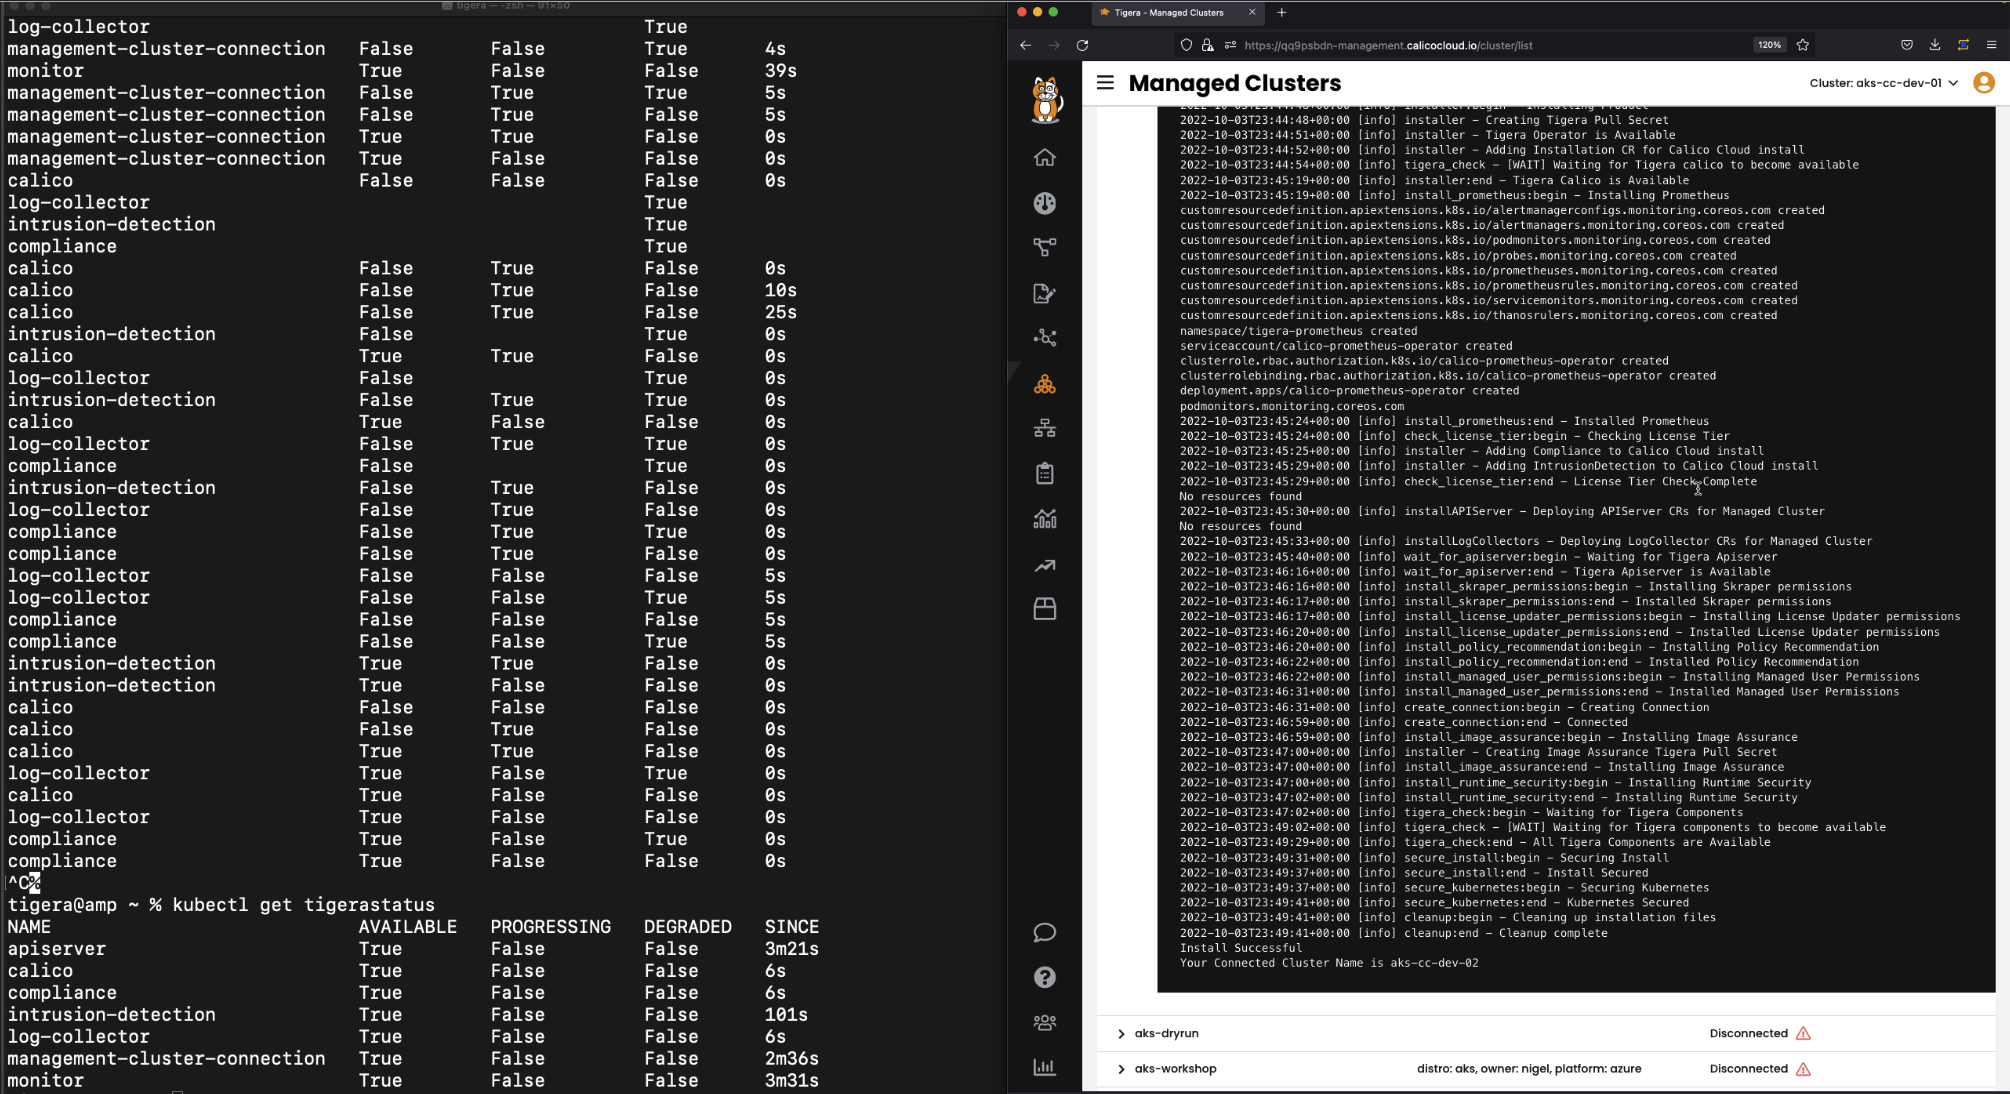 tigera — -zsh — 91×50
log-collector True
management-cluster-connection False False True 4s
monitor True False False 39s
management-cluster-connection False True True 5s
management-cluster-connection False True False 5s
management-cluster-connection True True False 0s
management-cluster-connection True False False 0s
calico False False False 0s
log-collector True
intrusion-detection True
compliance True
calico False True False 0s
calico False True False 10s
calico False True False 25s
intrusion-detection False True 0s
calico True True False 0s
log-collector False True 0s
intrusion-detection False True True 0s
calico True False False 0s
log-collector False True True 0s
compliance False True 0s
intrusion-detection False True False 0s
log-collector False True False 0s
compliance False True True 0s
compliance False True False 0s
log-collector False False False 5s
log-collector False False True 5s
compliance False False False 5s
compliance False False True 5s
intrusion-detection True True False 0s
intrusion-detection True False False 0s
calico False False False 0s
calico False True False 0s
calico True True False 0s
log-collector True False True 0s
calico True False False 0s
log-collector True False False 0s
compliance True False True 0s
compliance True False False 0s
^C%
tigera@amp ~ % kubectl get tigerastatus
NAME AVAILABLE PROGRESSING DEGRADED SINCE
apiserver True False False 3m21s
calico True False False 6s
compliance True False False 6s
intrusion-detection True False False 101s
log-collector True False False 6s
management-cluster-connection True False False 2m36s
monitor True False False 3m31s
Tigera - Managed Clusters
https://qq9psbdn-management.calicocloud.io/cluster/list 120%
Managed Clusters
Cluster: aks-cc-dev-01
2022-10-03T23:44:48+00:00 [info] installer:begin - Installing Product
2022-10-03T23:44:48+00:00 [info] installer - Creating Tigera Pull Secret
2022-10-03T23:44:51+00:00 [info] installer - Tigera Operator is Available
2022-10-03T23:44:52+00:00 [info] installer - Adding Installation CR for Calico Cloud install
2022-10-03T23:44:54+00:00 [info] tigera_check - [WAIT] Waiting for Tigera calico to become available
2022-10-03T23:45:19+00:00 [info] installer:end - Tigera Calico is Available
2022-10-03T23:45:19+00:00 [info] install_prometheus:begin - Installing Prometheus
customresourcedefinition.apiextensions.k8s.io/alertmanagerconfigs.monitoring.coreos.com created
customresourcedefinition.apiextensions.k8s.io/alertmanagers.monitoring.coreos.com created
customresourcedefinition.apiextensions.k8s.io/podmonitors.monitoring.coreos.com created
customresourcedefinition.apiextensions.k8s.io/probes.monitoring.coreos.com created
customresourcedefinition.apiextensions.k8s.io/prometheuses.monitoring.coreos.com created
customresourcedefinition.apiextensions.k8s.io/prometheusrules.monitoring.coreos.com created
customresourcedefinition.apiextensions.k8s.io/servicemonitors.monitoring.coreos.com created
customresourcedefinition.apiextensions.k8s.io/thanosrulers.monitoring.coreos.com created
namespace/tigera-prometheus created
serviceaccount/calico-prometheus-operator created
clusterrole.rbac.authorization.k8s.io/calico-prometheus-operator created
clusterrolebinding.rbac.authorization.k8s.io/calico-prometheus-operator created
deployment.apps/calico-prometheus-operator created
podmonitors.monitoring.coreos.com
2022-10-03T23:45:24+00:00 [info] install_prometheus:end - Installed Prometheus
2022-10-03T23:45:24+00:00 [info] check_license_tier:begin - Checking License Tier
2022-10-03T23:45:25+00:00 [info] installer - Adding Compliance to Calico Cloud install
2022-10-03T23:45:29+00:00 [info] installer - Adding IntrusionDetection to Calico Cloud install
2022-10-03T23:45:29+00:00 [info] check_license_tier:end - License Tier Check Complete
No resources found
2022-10-03T23:45:30+00:00 [info] installAPIServer - Deploying APIServer CRs for Managed Cluster
No resources found
2022-10-03T23:45:33+00:00 [info] installLogCollectors - Deploying LogCollector CRs for Managed Cluster
2022-10-03T23:45:40+00:00 [info] wait_for_apiserver:begin - Waiting for Tigera Apiserver
2022-10-03T23:46:16+00:00 [info] wait_for_apiserver:end - Tigera Apiserver is Available
2022-10-03T23:46:16+00:00 [info] install_skraper_permissions:begin - Installing Skraper permissions
2022-10-03T23:46:17+00:00 [info] install_skraper_permissions:end - Installed Skraper permissions
2022-10-03T23:46:17+00:00 [info] install_license_updater_permissions:begin - Installing License Updater permissions
2022-10-03T23:46:20+00:00 [info] install_license_updater_permissions:end - Installed License Updater permissions
2022-10-03T23:46:20+00:00 [info] install_policy_recommendation:begin - Installing Policy Recommendation
2022-10-03T23:46:22+00:00 [info] install_policy_recommendation:end - Installed Policy Recommendation
2022-10-03T23:46:22+00:00 [info] install_managed_user_permissions:begin - Installing Managed User Permissions
2022-10-03T23:46:31+00:00 [info] install_managed_user_permissions:end - Installed Managed User Permissions
2022-10-03T23:46:31+00:00 [info] create_connection:begin - Creating Connection
2022-10-03T23:46:59+00:00 [info] create_connection:end - Connected
2022-10-03T23:46:59+00:00 [info] install_image_assurance:begin - Installing Image Assurance
2022-10-03T23:47:00+00:00 [info] installer - Creating Image Assurance Tigera Pull Secret
2022-10-03T23:47:00+00:00 [info] install_image_assurance:end - Installing Image Assurance
2022-10-03T23:47:00+00:00 [info] install_runtime_security:begin - Installing Runtime Security
2022-10-03T23:47:02+00:00 [info] install_runtime_security:end - Installing Runtime Security
2022-10-03T23:47:02+00:00 [info] tigera_check:begin - Waiting for Tigera Components
2022-10-03T23:49:02+00:00 [info] tigera_check - [WAIT] Waiting for Tigera components to become available
2022-10-03T23:49:29+00:00 [info] tigera_check:end - All Tigera Components are Available
2022-10-03T23:49:31+00:00 [info] secure_install:begin - Securing Install
2022-10-03T23:49:37+00:00 [info] secure_install:end - Install Secured
2022-10-03T23:49:37+00:00 [info] secure_kubernetes:begin - Securing Kubernetes
2022-10-03T23:49:41+00:00 [info] secure_kubernetes:end - Kubernetes Secured
2022-10-03T23:49:41+00:00 [info] cleanup:begin - Cleaning up installation files
2022-10-03T23:49:41+00:00 [info] cleanup:end - Cleanup complete
Install Successful
Your Connected Cluster Name is aks-cc-dev-02
aks-dryrun Disconnected
aks-workshop distro: aks, owner: nigel, platform: azure Disconnected